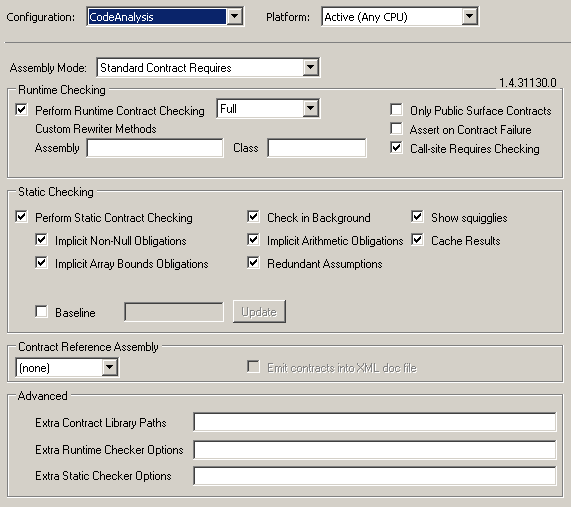 Configuration: CodeAnalysis Platform: Active (Any CPU)
Assembly Mode: Standard Contract Requires
1.4.31130.0
Runtime Checking
Perform Runtime Contract Checking Full Only Public Surface Contracts
Custom Rewriter Methods Assert on Contract Failure
Assembly Class Call-site Requires Checking
Static Checking
Perform Static Contract Checking Check in Background Show squigglies
Implicit Non-Null Obligations Implicit Arithmetic Obligations Cache Results
Implicit Array Bounds Obligations Redundant Assumptions
Baseline Update
Contract Reference Assembly
(none) Emit contracts into XML doc file
Advanced
Extra Contract Library Paths
Extra Runtime Checker Options
Extra Static Checker Options